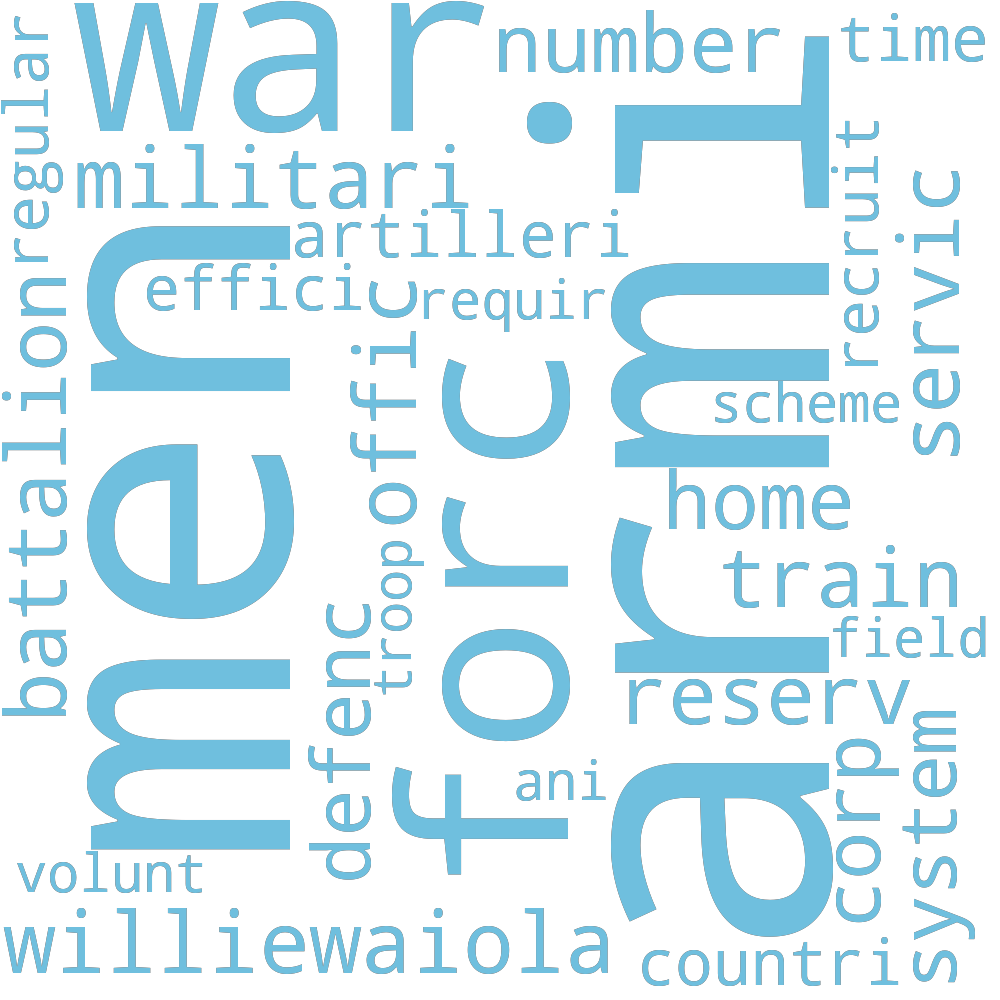 war
number
time
regular
militari
recruit
servic
men
artilleri
effici
requir
armi
battalion
offic
forc
scheme
home
troop
train
defenc
field
reserv
corp
system
ani
volunt
williewaiola
countri